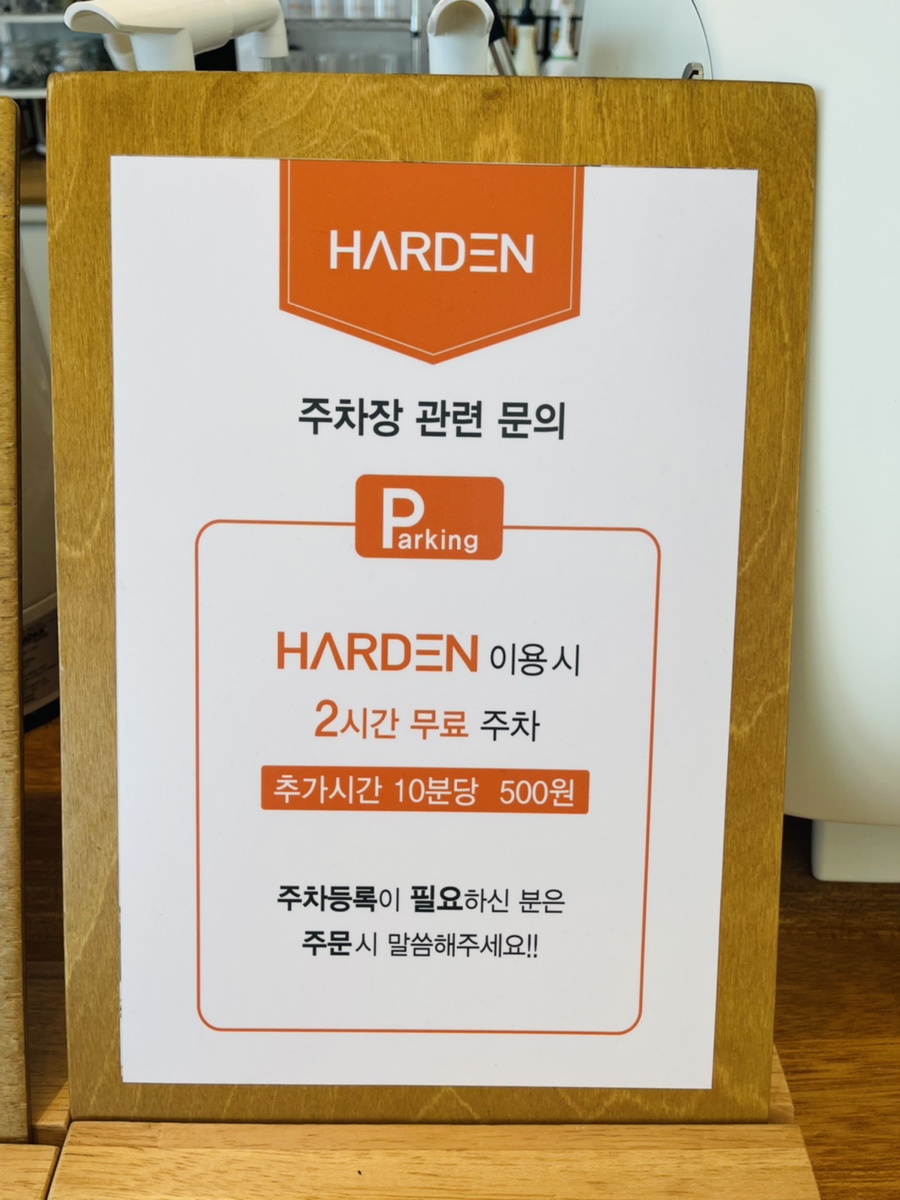 HARDEN
주차장 관련 문의
Parking
HARDEN 이용 시
2시간 무료 주차
추가시간 10분당 500원
주차등록이 필요하신 분은
주문 시 말씀해주세요!!